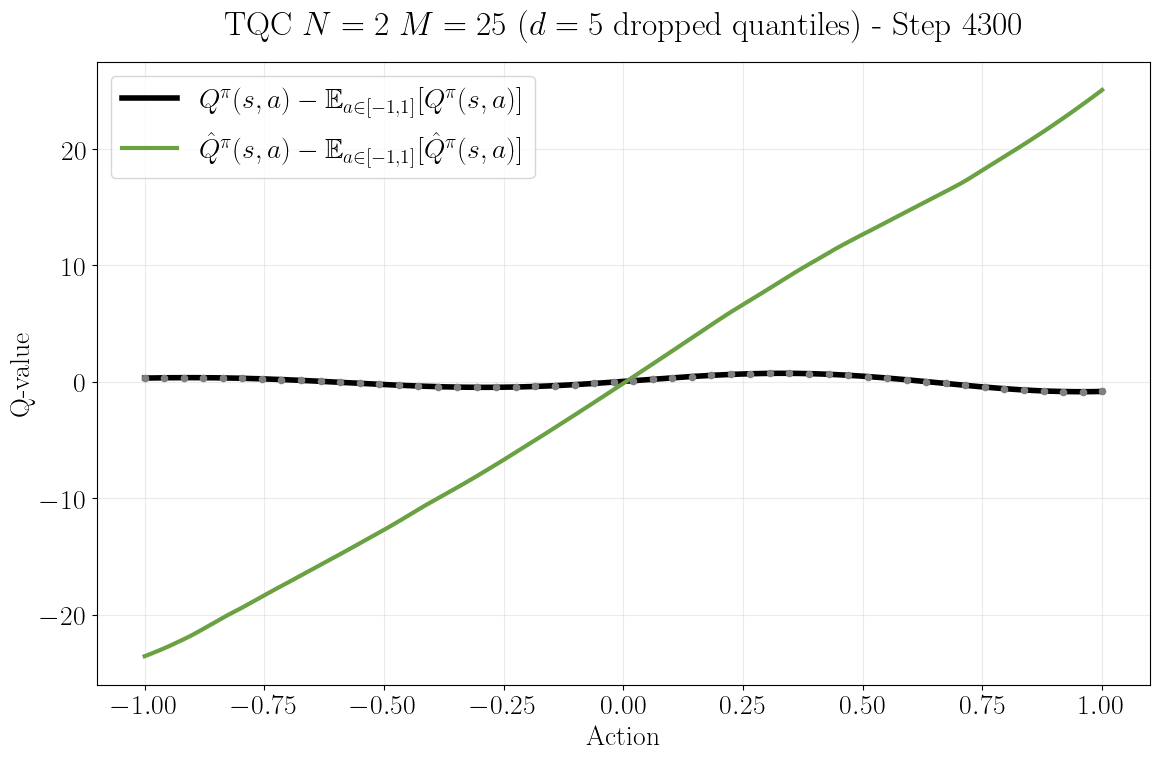 TQC N = 2 M = 25 (d = 5 dropped quantiles) - Step 4300
Q^π(s, a) − 𝔼_{a∈[−1,1]}[Q^π(s, a)]
Q̂^π(s, a) − 𝔼_{a∈[−1,1]}[Q̂^π(s, a)]
Q-value
20
10
0
−10
−20
−1.00 −0.75 −0.50 −0.25 0.00 0.25 0.50 0.75 1.00
Action